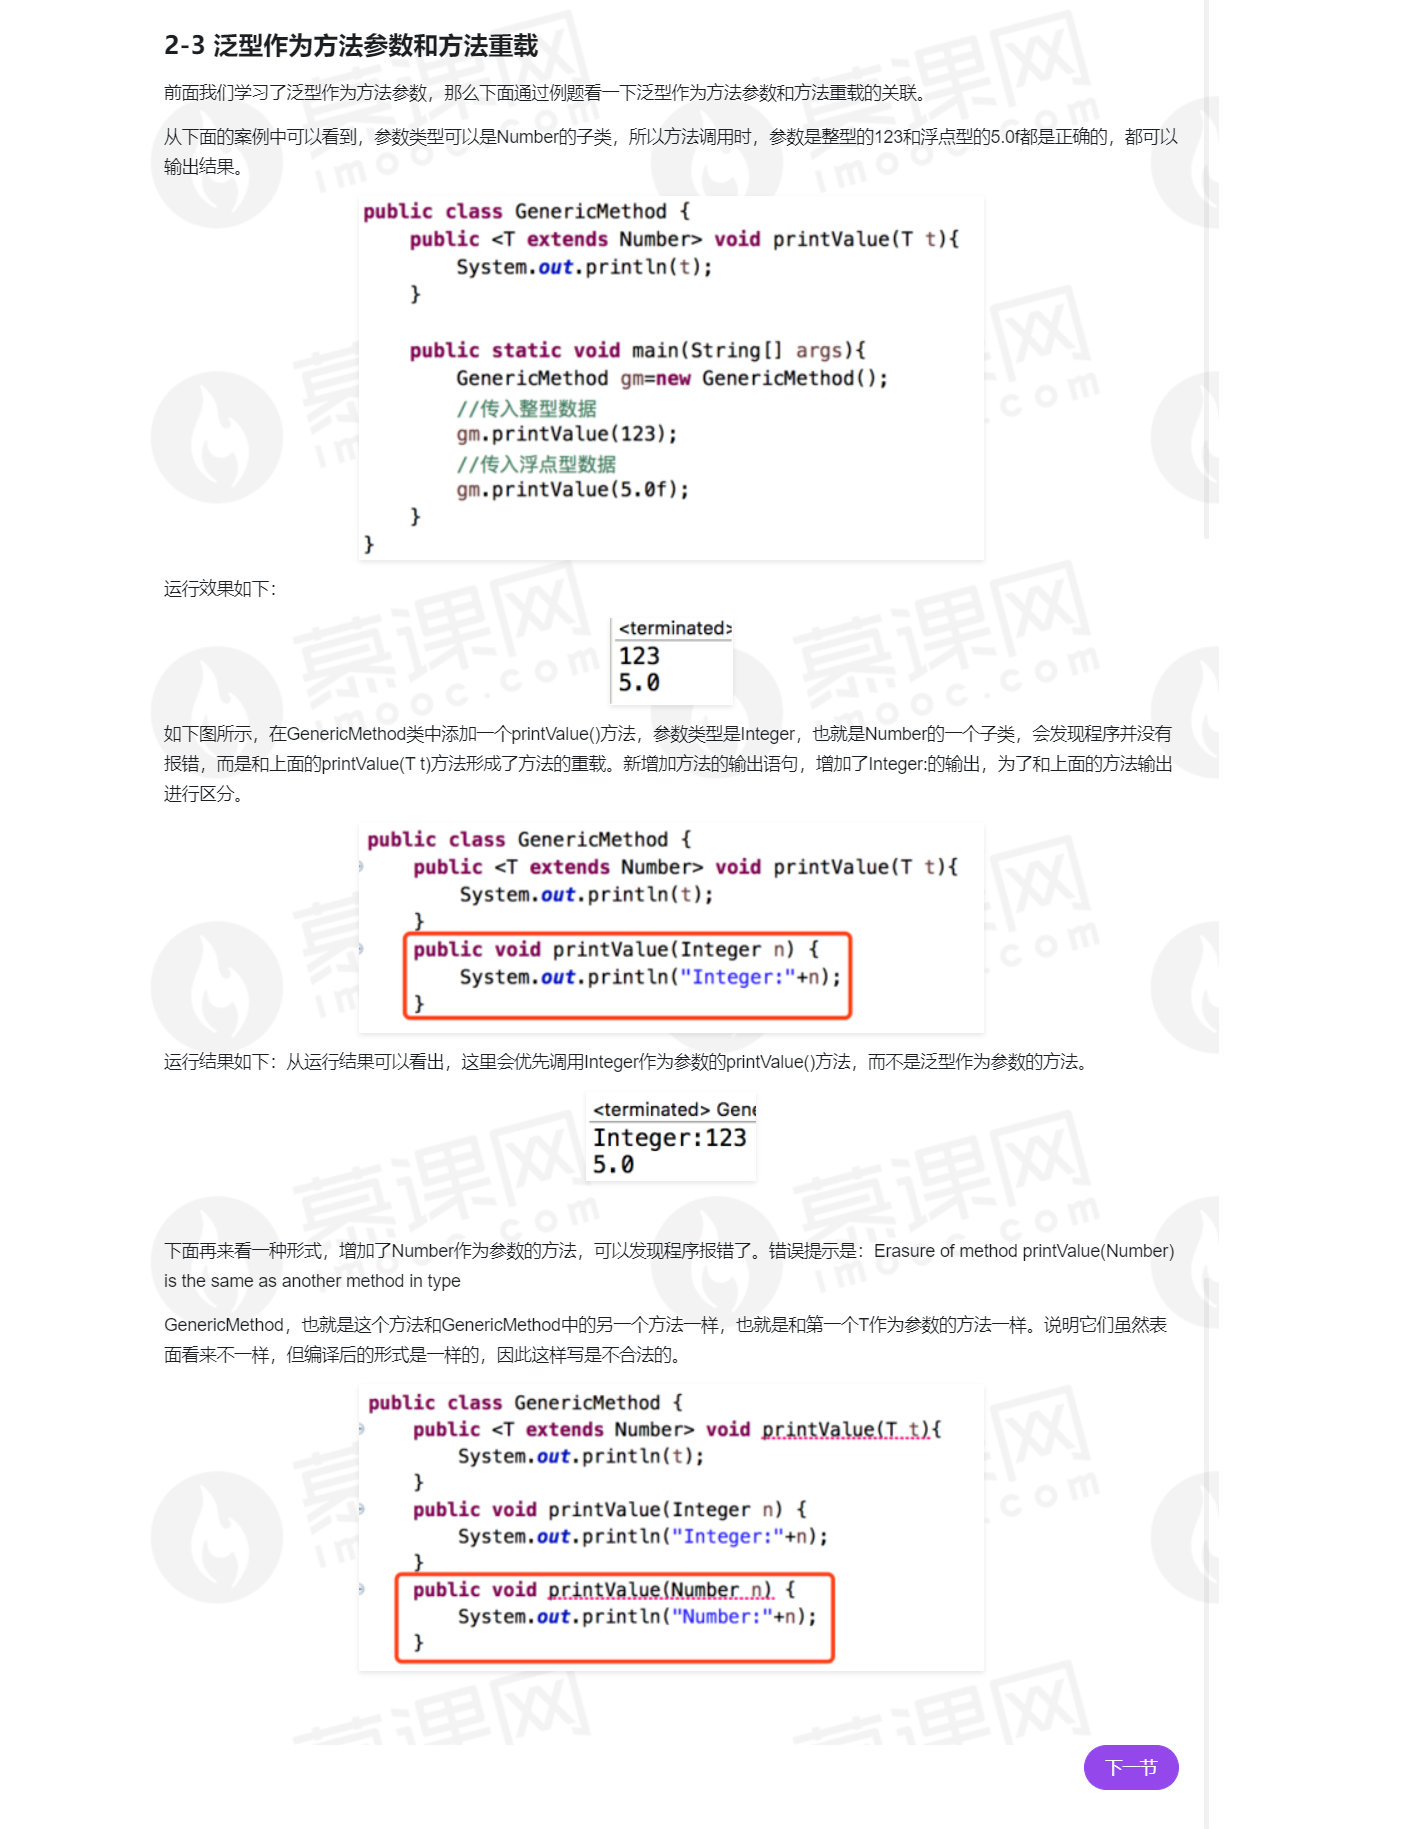 2-3 泛型作为方法参数和方法重载
前面我们学习了泛型作为方法参数，那么下面通过例题看一下泛型作为方法参数和方法重载的关联。
从下面的案例中可以看到，参数类型可以是Number的子类，所以方法调用时，参数是整型的123和浮点型的5.0f都是正确的，都可以
输出结果。
public class GenericMethod {
public <T extends Number> void printValue(T t){
System.out.println(t);
}
public static void main(String[] args){
GenericMethod gm=new GenericMethod();
//传入整型数据
gm.printValue(123);
//传入浮点型数据
gm.printValue(5.0f);
}
}
运行效果如下：
<terminated>
123
5.0
如下图所示，在GenericMethod类中添加一个printValue()方法，参数类型是Integer，也就是Number的一个子类，会发现程序并没有
报错，而是和上面的printValue(T t)方法形成了方法的重载。新增加方法的输出语句，增加了Integer:的输出，为了和上面的方法输出
进行区分。
public class GenericMethod {
public <T extends Number> void printValue(T t){
System.out.println(t);
}
public void printValue(Integer n) {
System.out.println("Integer:"+n);
}
运行结果如下：从运行结果可以看出，这里会优先调用Integer作为参数的printValue()方法，而不是泛型作为参数的方法。
<terminated> Gene
Integer:123
5.0
下面再来看一种形式，增加了Number作为参数的方法，可以发现程序报错了。错误提示是：Erasure of method printValue(Number)
is the same as another method in type
GenericMethod，也就是这个方法和GenericMethod中的另一个方法一样，也就是和第一个T作为参数的方法一样。说明它们虽然表
面看来不一样，但编译后的形式是一样的，因此这样写是不合法的。
public class GenericMethod {
public <T extends Number> void printValue(T t){
System.out.println(t);
}
public void printValue(Integer n) {
System.out.println("Integer:"+n);
}
public void printValue(Number n) {
System.out.println("Number:"+n);
}
下一节